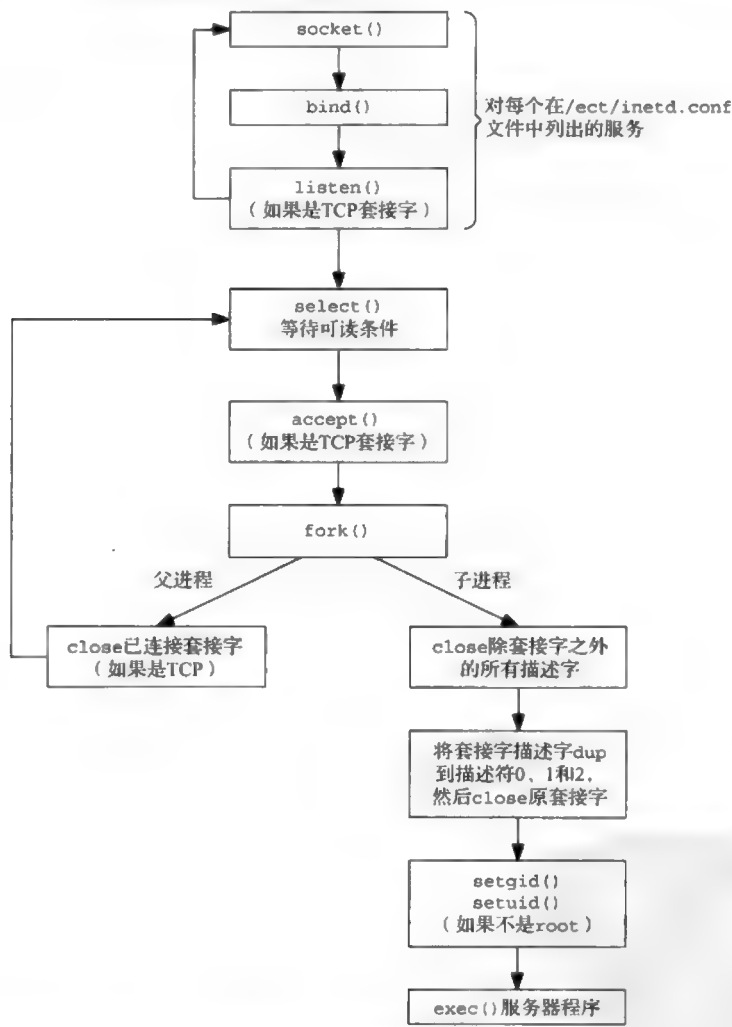 socket()
bind()
对每个在/ect/inetd.conf
文件中列出的服务
listen()
（如果是TCP套接字）
select()
等待可读条件
accept()
（如果是TCP套接字）
fork()
父进程
子进程
close已连接套接字
（如果是TCP）
close除套接字之外
的所有描述字
将套接字描述字dup
到描述符0、1和2，
然后close原套接字
setgid()
setuid()
（如果不是root）
exec()服务器程序